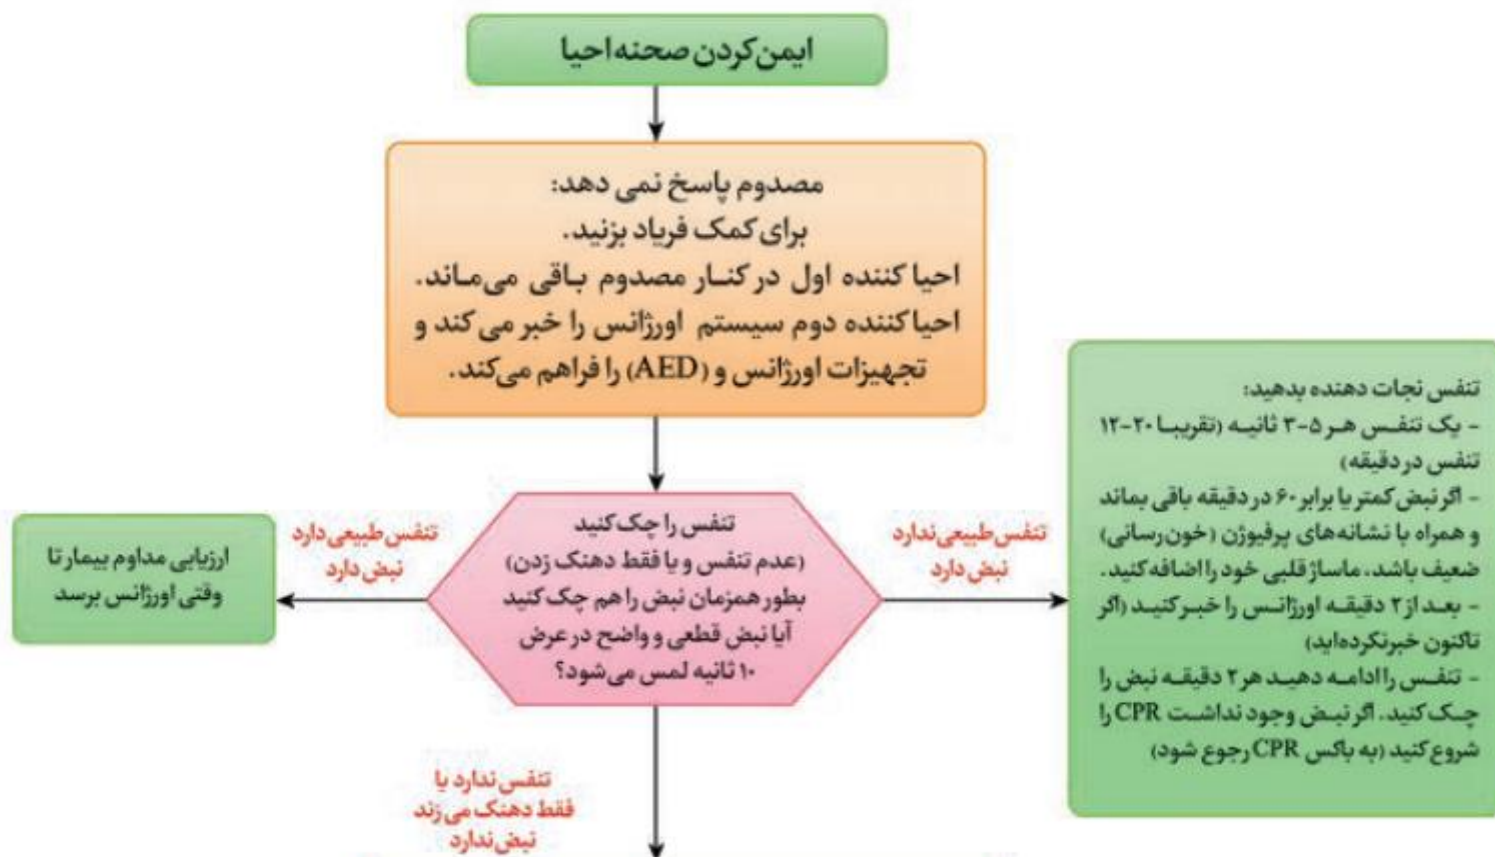 ایمن کردن صحنه احیا
مصدوم پاسخ نمی دهد:
برای کمک فریاد بزنید.
احیا کننده اول در کنار مصدوم باقی می‌ماند.
احیاکننده دوم سیستم اورژانس را خبر می‌کند و
تجهیزات اورژانس و (AED) را فراهم می‌کند.
تنفس را چک کنید
(عدم تنفس و یا فقط دهنک زدن)
بطور همزمان نبض را هم چک کنید
آیا نبض قطعی و واضح در عرض
۱۰ ثانیه لمس می‌شود؟
تنفس طبیعی ندارد
نبض دارد
تنفس نجات دهنده بدهید:
- یک تنفس هر ۵-۳ ثانیه (تقریبا ۲۰-۱۲
تنفس در دقیقه)
- اگر نبض کمتر یا برابر ۶۰ در دقیقه باقی بماند
و همراه با نشانه‌های پرفیوژن (خون‌رسانی)
ضعیف باشد، ماساژ قلبی خود را اضافه کنید.
- بعد از ۲ دقیقه اورژانس را خبر کنید (اگر
تاکنون خبرنکرده‌اید)
- تنفس را ادامه دهید هر ۲ دقیقه نبض را
چک کنید. اگر نبض وجود نداشت CPR را
شروع کنید (به باکس CPR رجوع شود)
تنفس طبیعی دارد
نبض دارد
ارزیابی مداوم بیمار تا
وقتی اورژانس برسد
تنفس ندارد یا
فقط دهنک می زند
نبض ندارد